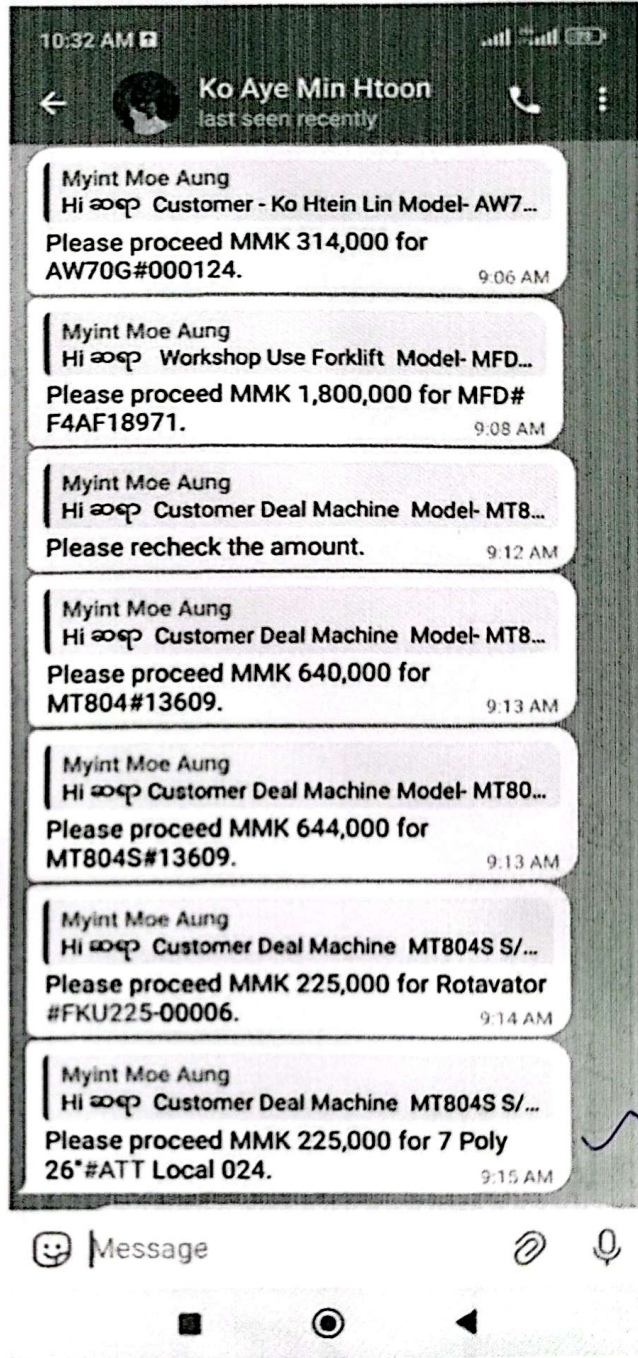 10:32 AM
Ko Aye Min Htoon
last seen recently
Myint Moe Aung
Hi ဆရာ Customer - Ko Htein Lin Model- AW7...
Please proceed MMK 314,000 for
AW70G#000124.
9:06 AM
Myint Moe Aung
Hi ဆရာ Workshop Use Forklift Model- MFD...
Please proceed MMK 1,800,000 for MFD#
F4AF18971.
9:08 AM
Myint Moe Aung
Hi ဆရာ Customer Deal Machine Model- MT8...
Please recheck the amount.
9:12 AM
Myint Moe Aung
Hi ဆရာ Customer Deal Machine Model- MT8...
Please proceed MMK 640,000 for
MT804#13609.
9:13 AM
Myint Moe Aung
Hi ဆရာ Customer Deal Machine Model- MT80...
Please proceed MMK 644,000 for
MT804S#13609.
9:13 AM
Myint Moe Aung
Hi ဆရာ Customer Deal Machine MT804S S/...
Please proceed MMK 225,000 for Rotavator
#FKU225-00006.
9:14 AM
Myint Moe Aung
Hi ဆရာ Customer Deal Machine MT804S S/...
Please proceed MMK 225,000 for 7 Poly
26"#ATT Local 024.
9:15 AM
Message